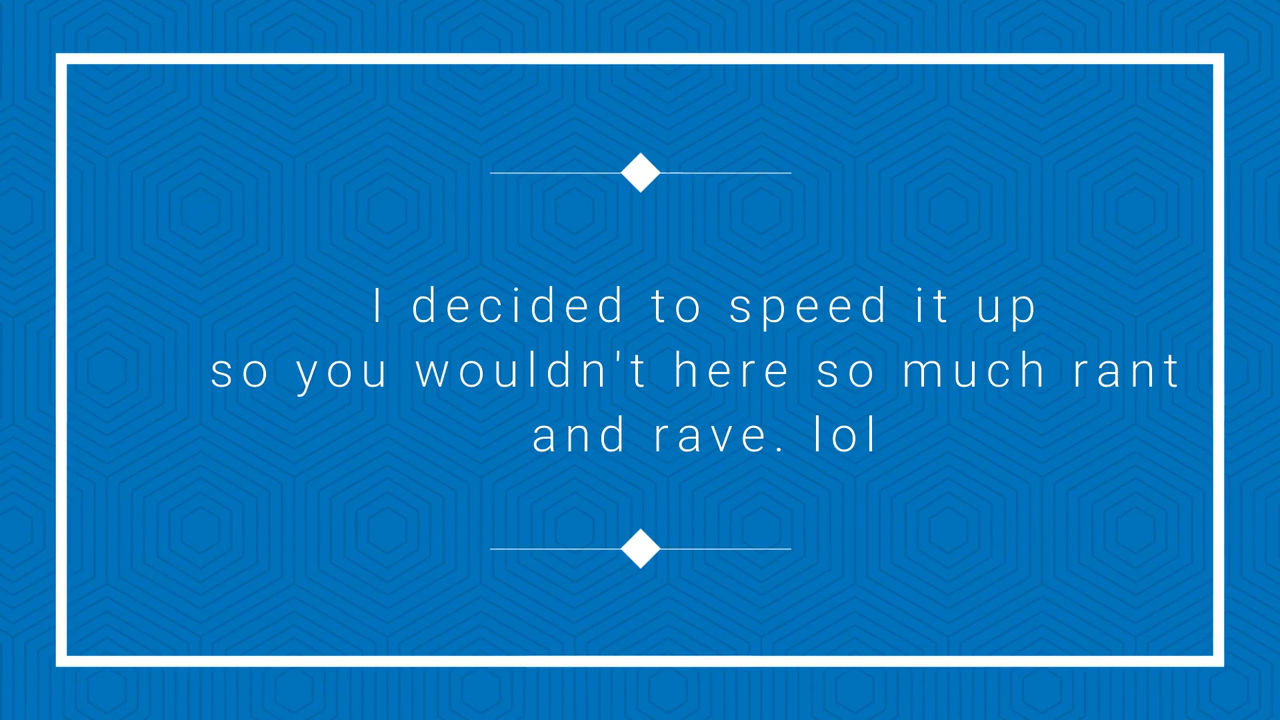 I decided to speed it up
so you wouldn't here so much rant
and rave. lol